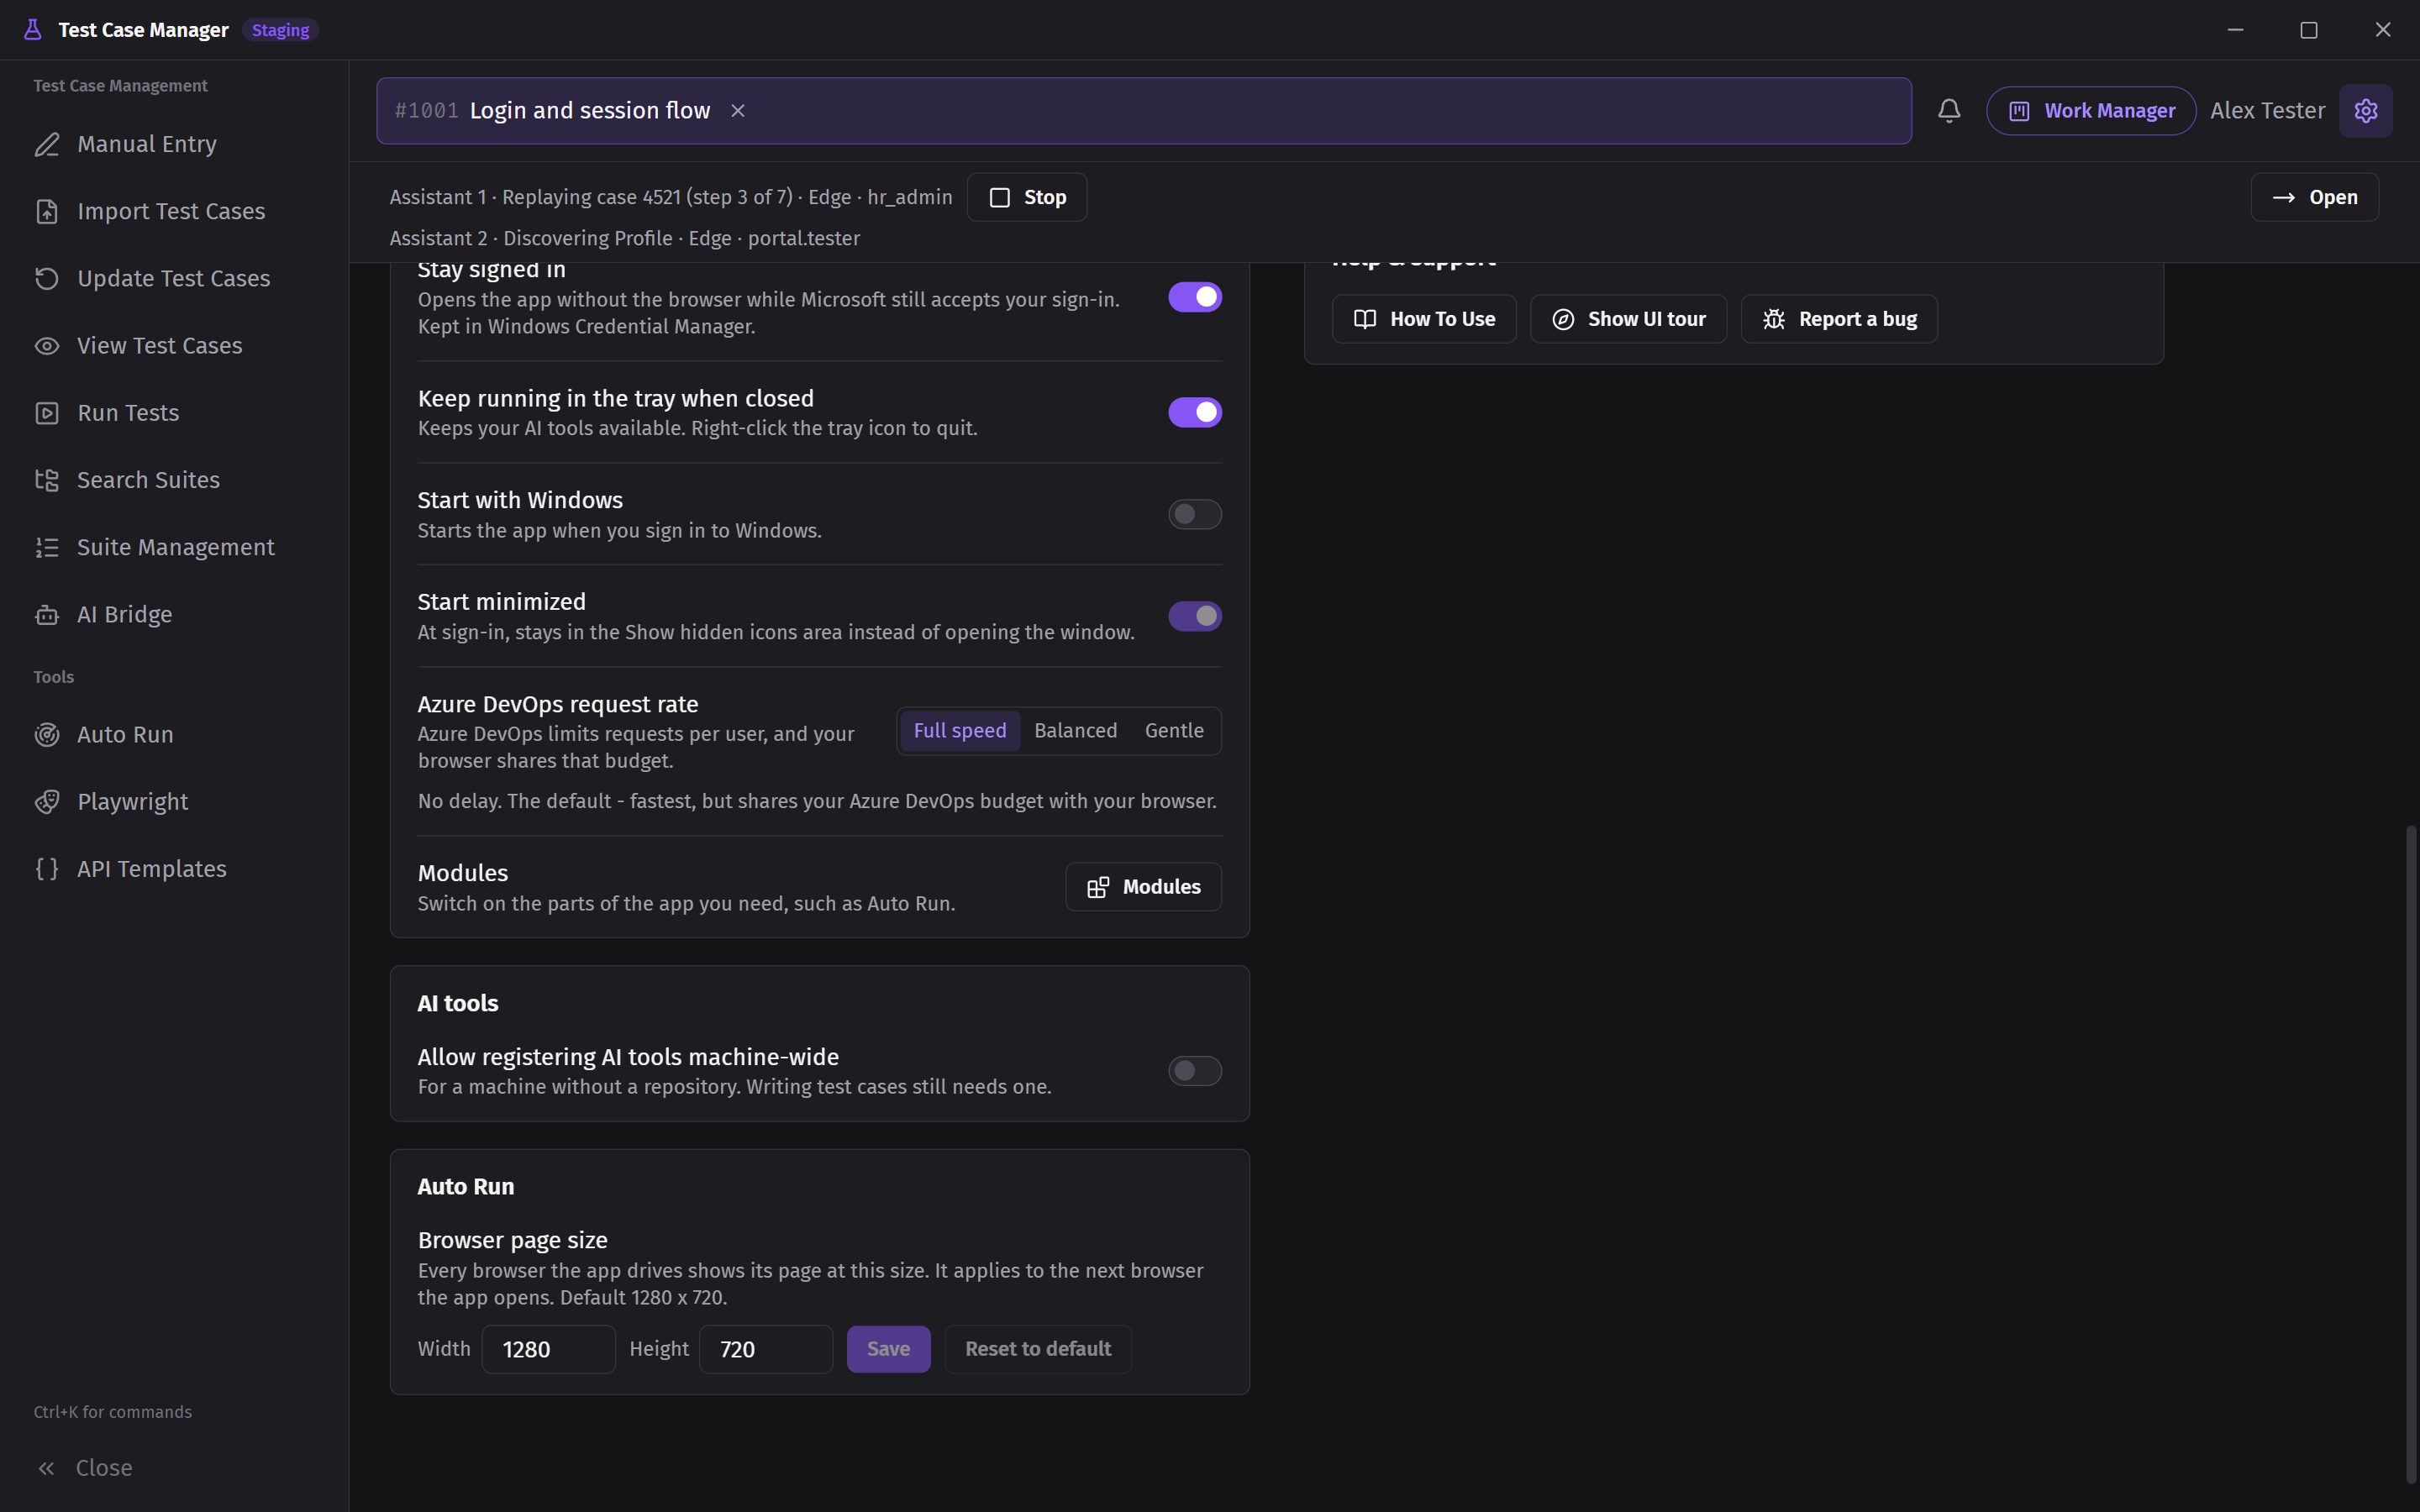 Test Case Manager Staging
Test Case Management
Manual Entry
Import Test Cases
Update Test Cases
View Test Cases
Run Tests
Search Suites
Suite Management
AI Bridge
Tools
Auto Run
Playwright
API Templates
Ctrl+K for commands
Close
#1001 Login and session flow
Work Manager
Alex Tester
Assistant 1 · Replaying case 4521 (step 3 of 7) · Edge · hr_admin
Stop
Open
Assistant 2 · Discovering Profile · Edge · portal.tester
Stay signed in
Opens the app without the browser while Microsoft still accepts your sign-in.
Kept in Windows Credential Manager.
Keep running in the tray when closed
Keeps your AI tools available. Right-click the tray icon to quit.
Start with Windows
Starts the app when you sign in to Windows.
Start minimized
At sign-in, stays in the Show hidden icons area instead of opening the window.
Azure DevOps request rate
Azure DevOps limits requests per user, and your
browser shares that budget.
Full speed Balanced Gentle
No delay. The default - fastest, but shares your Azure DevOps budget with your browser.
Modules
Switch on the parts of the app you need, such as Auto Run.
Modules
AI tools
Allow registering AI tools machine-wide
For a machine without a repository. Writing test cases still needs one.
Auto Run
Browser page size
Every browser the app drives shows its page at this size. It applies to the next browser
the app opens. Default 1280 x 720.
Width 1280 Height 720 Save Reset to default
Help & support
How To Use Show UI tour Report a bug